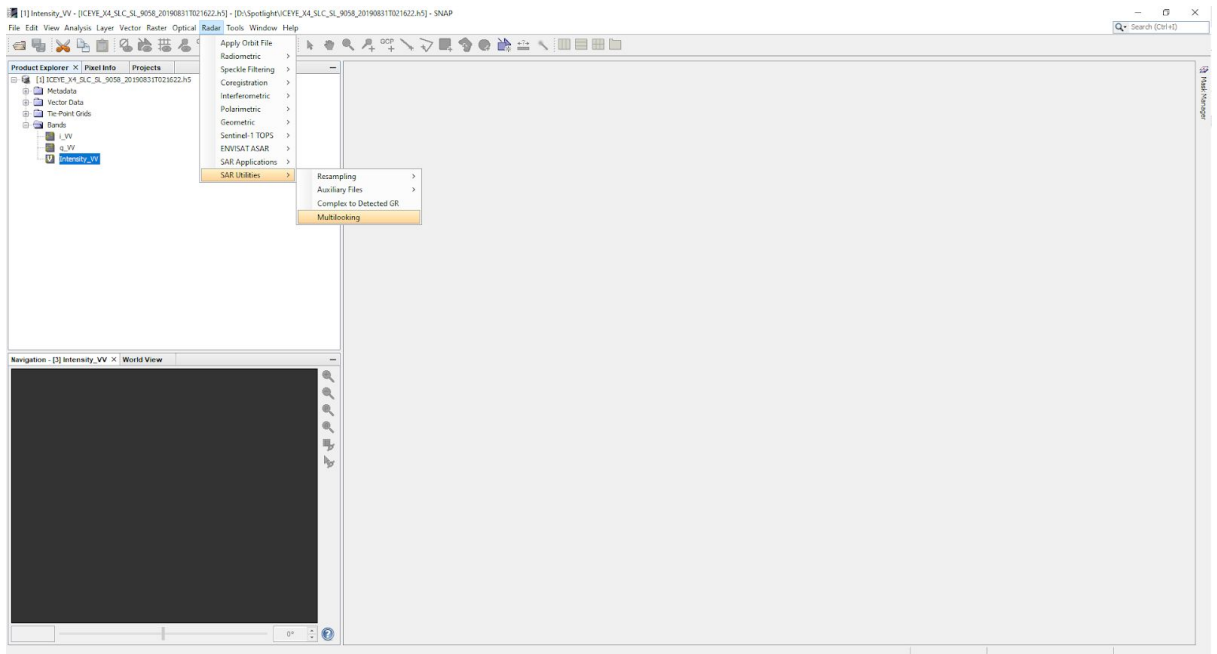 [1] Intensity_VV - [ICEYE_X4_SLC_SL_9058_20190831T021622.h5] - [D:\Spotlight\ICEYE_X4_SLC_SL_9058_20190831T021622.h5] - SNAP
File Edit View Analysis Layer Vector Raster Optical Radar Tools Window Help
Search (Ctrl+I)
GCP
Product Explorer Pixel Info Projects
[1] ICEYE_X4_SLC_SL_9058_20190831T021622.h5
Metadata
Vector Data
Tie-Point Grids
Bands
i_VV
q_VV
Intensity_VV
Apply Orbit File
Radiometric
Speckle Filtering
Coregistration
Interferometric
Polarimetric
Geometric
Sentinel-1 TOPS
ENVISAT ASAR
SAR Applications
SAR Utilities
Resampling
Auxiliary Files
Complex to Detected GR
Multilooking
Mask Manager
Navigation - [3] Intensity_VV World View
0°